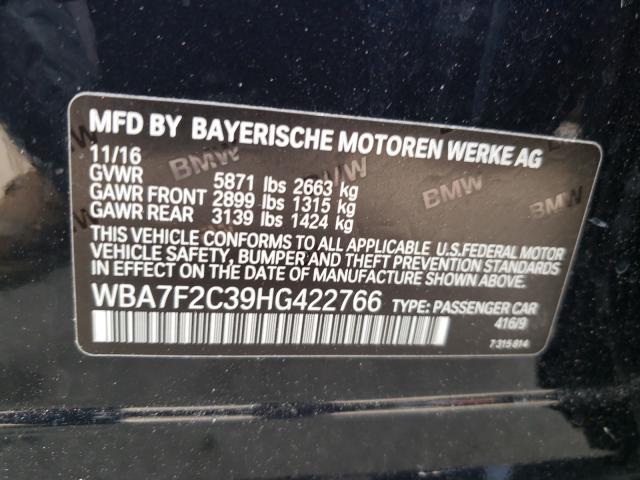 MFD BY BAYERISCHE MOTOREN WERKE AG
11/16
GVWR 5871 lbs 2663 kg
GAWR FRONT 2899 lbs 1315 kg
GAWR REAR 3139 lbs 1424 kg
THIS VEHICLE CONFORMS TO ALL APPLICABLE U.S.FEDERAL MOTOR
VEHICLE SAFETY, BUMPER AND THEFT PREVENTION STANDARDS
IN EFFECT ON THE DATE OF MANUFACTURE SHOWN ABOVE.
WBA7F2C39HG422766 TYPE: PASSENGER CAR
416/9
7 315 814
BMW
BMW
BMW